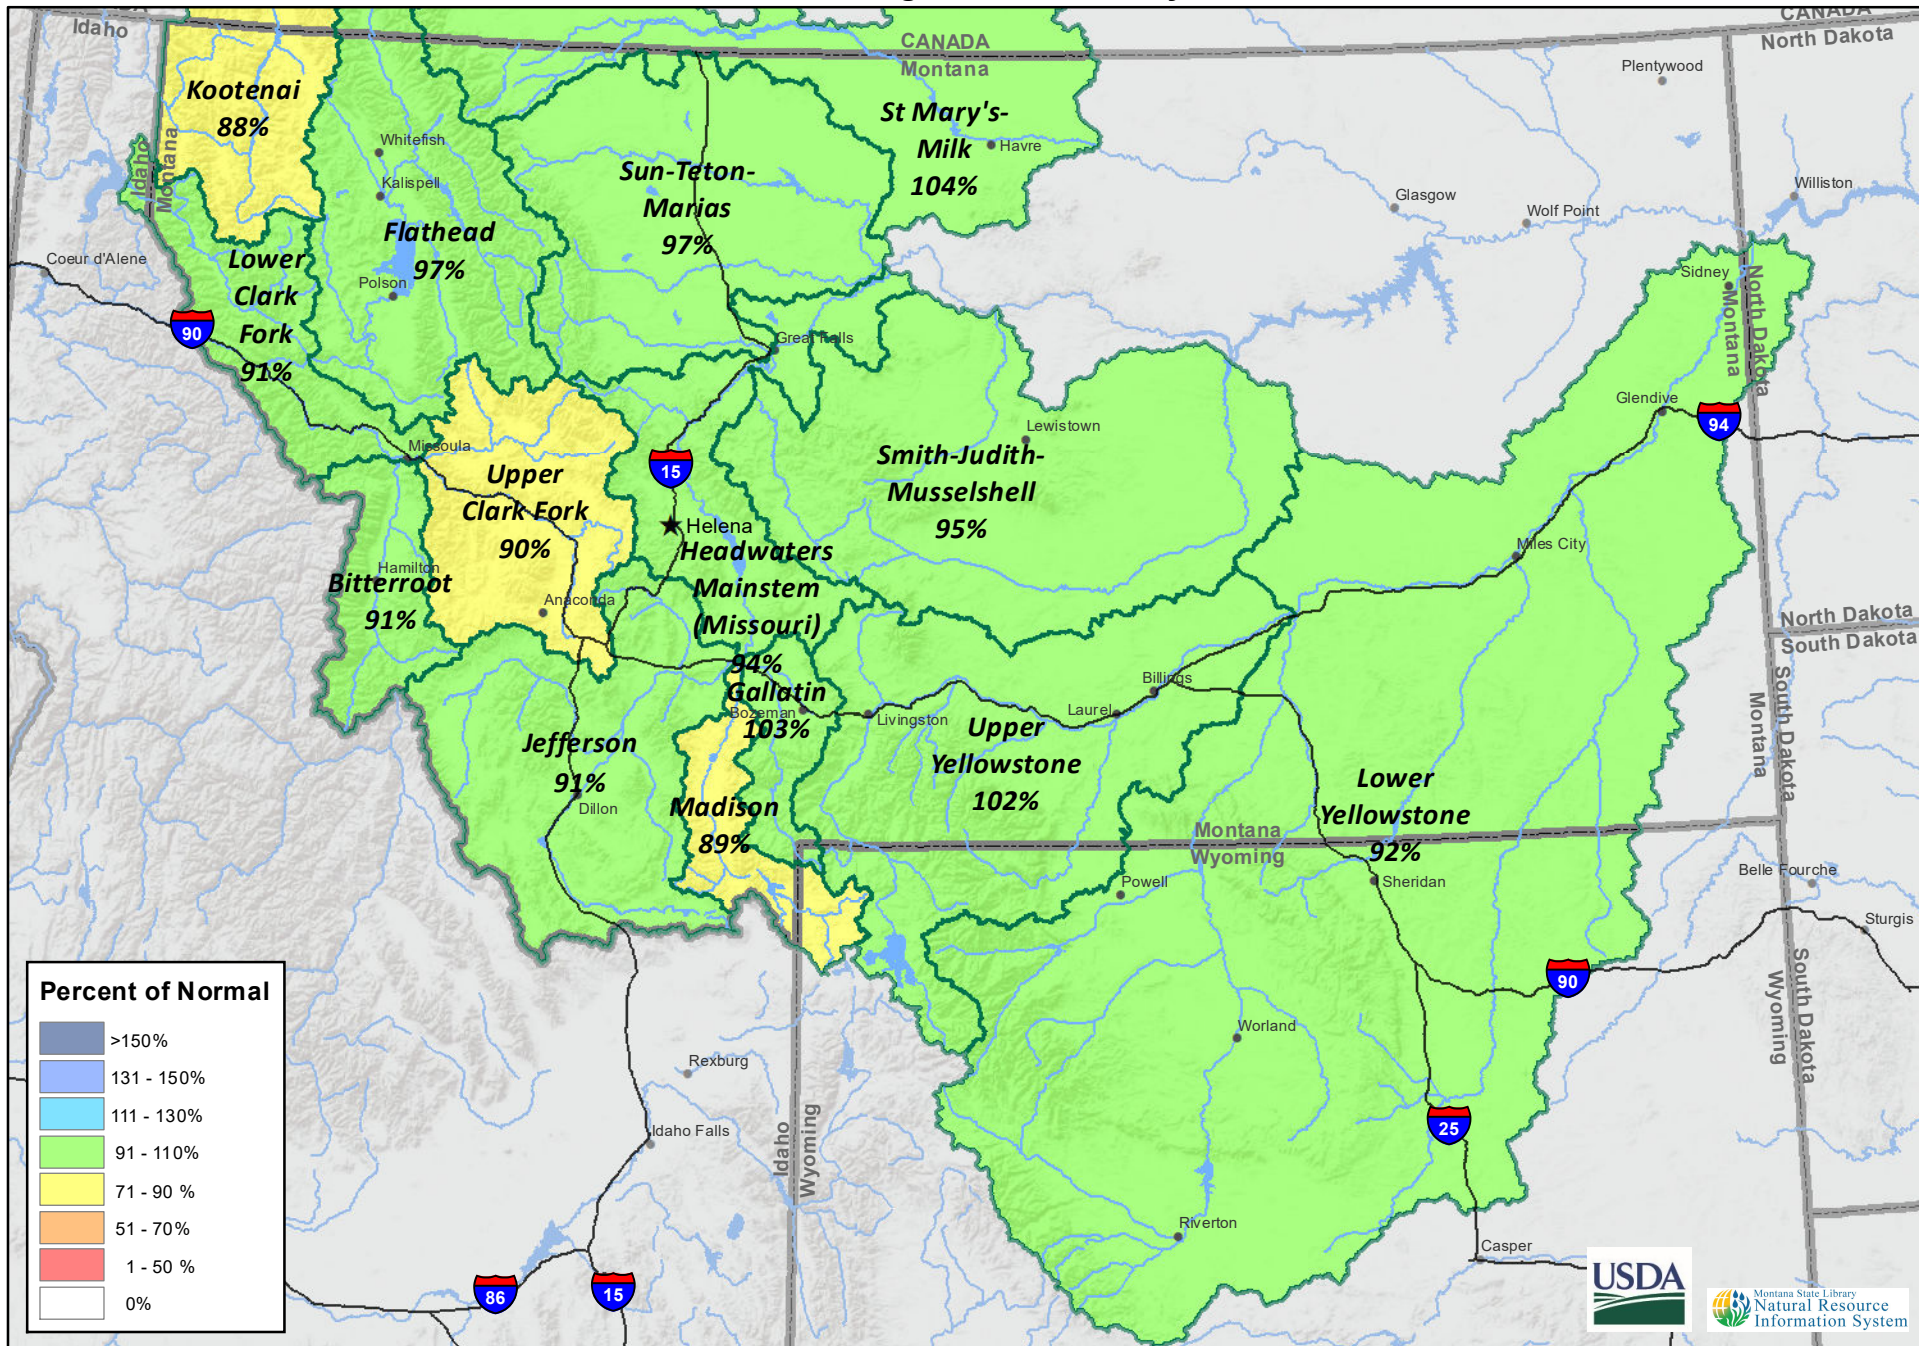 CANADA
Idaho
CANADA
Montana
CANADA
North Dakota
Kootenai
88%
Idaho
Montana
Whitefish
Kalispell
Flathead
97%
Polson
Sun-Teton-
Marias
97%
St Mary's-
Milk
104%
Havre
Plentywood
Glasgow
Wolf Point
Williston
Coeur d'Alene
90
Lower
Clark
Fork
91%
Great Falls
Sidney
Montana
North Dakota
Glendive
94
Missoula
Upper
Clark Fork
90%
15
Helena
Headwaters
Mainstem
(Missouri)
94%
Lewistown
Smith-Judith-
Musselshell
95%
Miles City
Hamilton
Bitterroot
91%
Anaconda
North Dakota
South Dakota
Gallatin
103%
Bozeman
Livingston
Laurel
Billings
Montana
South Dakota
Jefferson
91%
Dillon
Madison
89%
Upper
Yellowstone
102%
Lower
Yellowstone
92%
Montana
Wyoming
Powell
Sheridan
Belle Fourche
Sturgis
90
Wyoming
South Dakota
Worland
Rexburg
Idaho Falls
Idaho
Wyoming
25
Riverton
Casper
86
15
Percent of Normal
>150%
131 - 150%
111 - 130%
91 - 110%
71 - 90 %
51 - 70%
1 - 50 %
0%
USDA
Montana State Library
Natural Resource
Information System